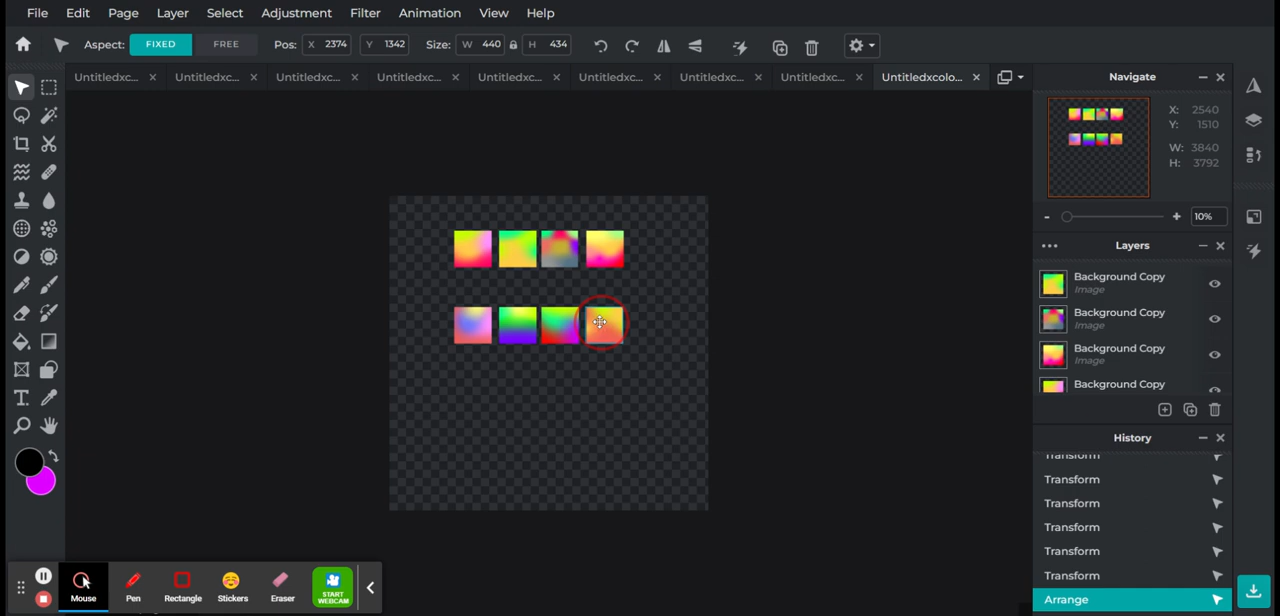 File Edit Page Layer Select Adjustment Filter Animation View Help
Aspect: FIXED FREE Pos: X 2374 Y 1342 Size: W 440 H 434
Untitledxc... Untitledxc... Untitledxc... Untitledxc... Untitledxc... Untitledxc... Untitledxc... Untitledxc... Untitledxcolo...
Navigate
X: 2540
Y: 1510
W: 3840
H: 3792
10%
Layers
Background Copy
Image
Background Copy
Image
Background Copy
Image
Background Copy
History
Transform
Transform
Transform
Transform
Transform
Transform
Arrange
Mouse Pen Rectangle Stickers Eraser START WEBCAM